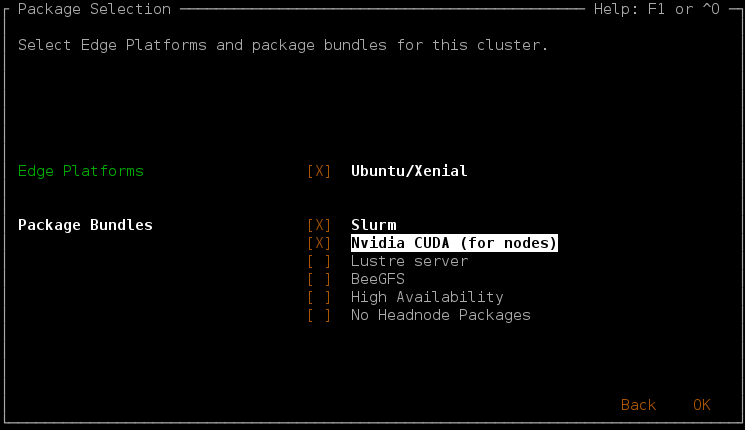 Package Selection Help: F1 or ^O
Select Edge Platforms and package bundles for this cluster.
Edge Platforms [X] Ubuntu/Xenial
Package Bundles [X] Slurm
[X] Nvidia CUDA (for nodes)
[ ] Lustre server
[ ] BeeGFS
[ ] High Availability
[ ] No Headnode Packages
Back OK